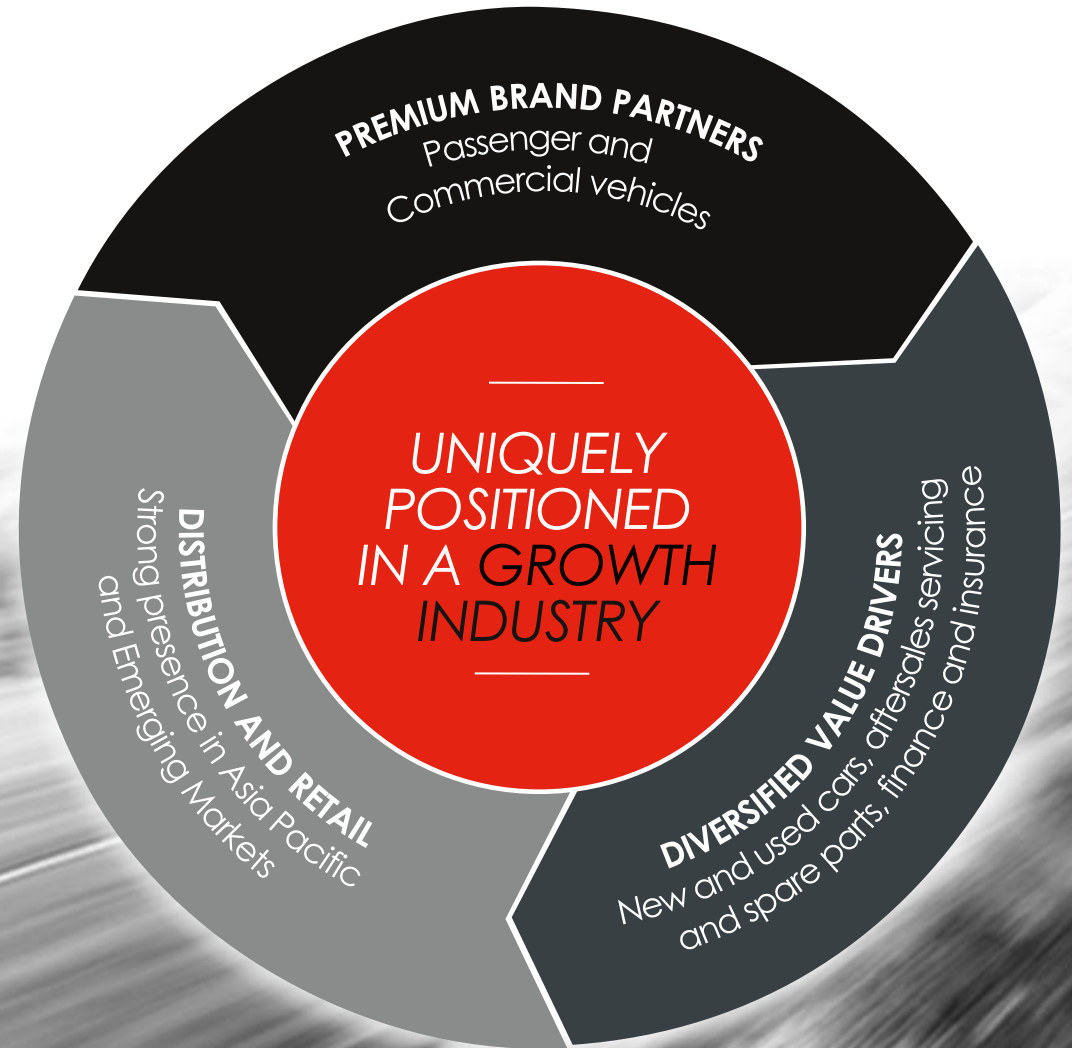 PREMIUM BRAND PARTNERS
Passenger and
Commercial vehicles
UNIQUELY
POSITIONED
IN A GROWTH
INDUSTRY
DIVERSIFIED VALUE DRIVERS
New and used cars, aftersales servicing
and spare parts, finance and insurance
DISTRIBUTION AND RETAIL
Strong presence in Asia Pacific
and Emerging Markets